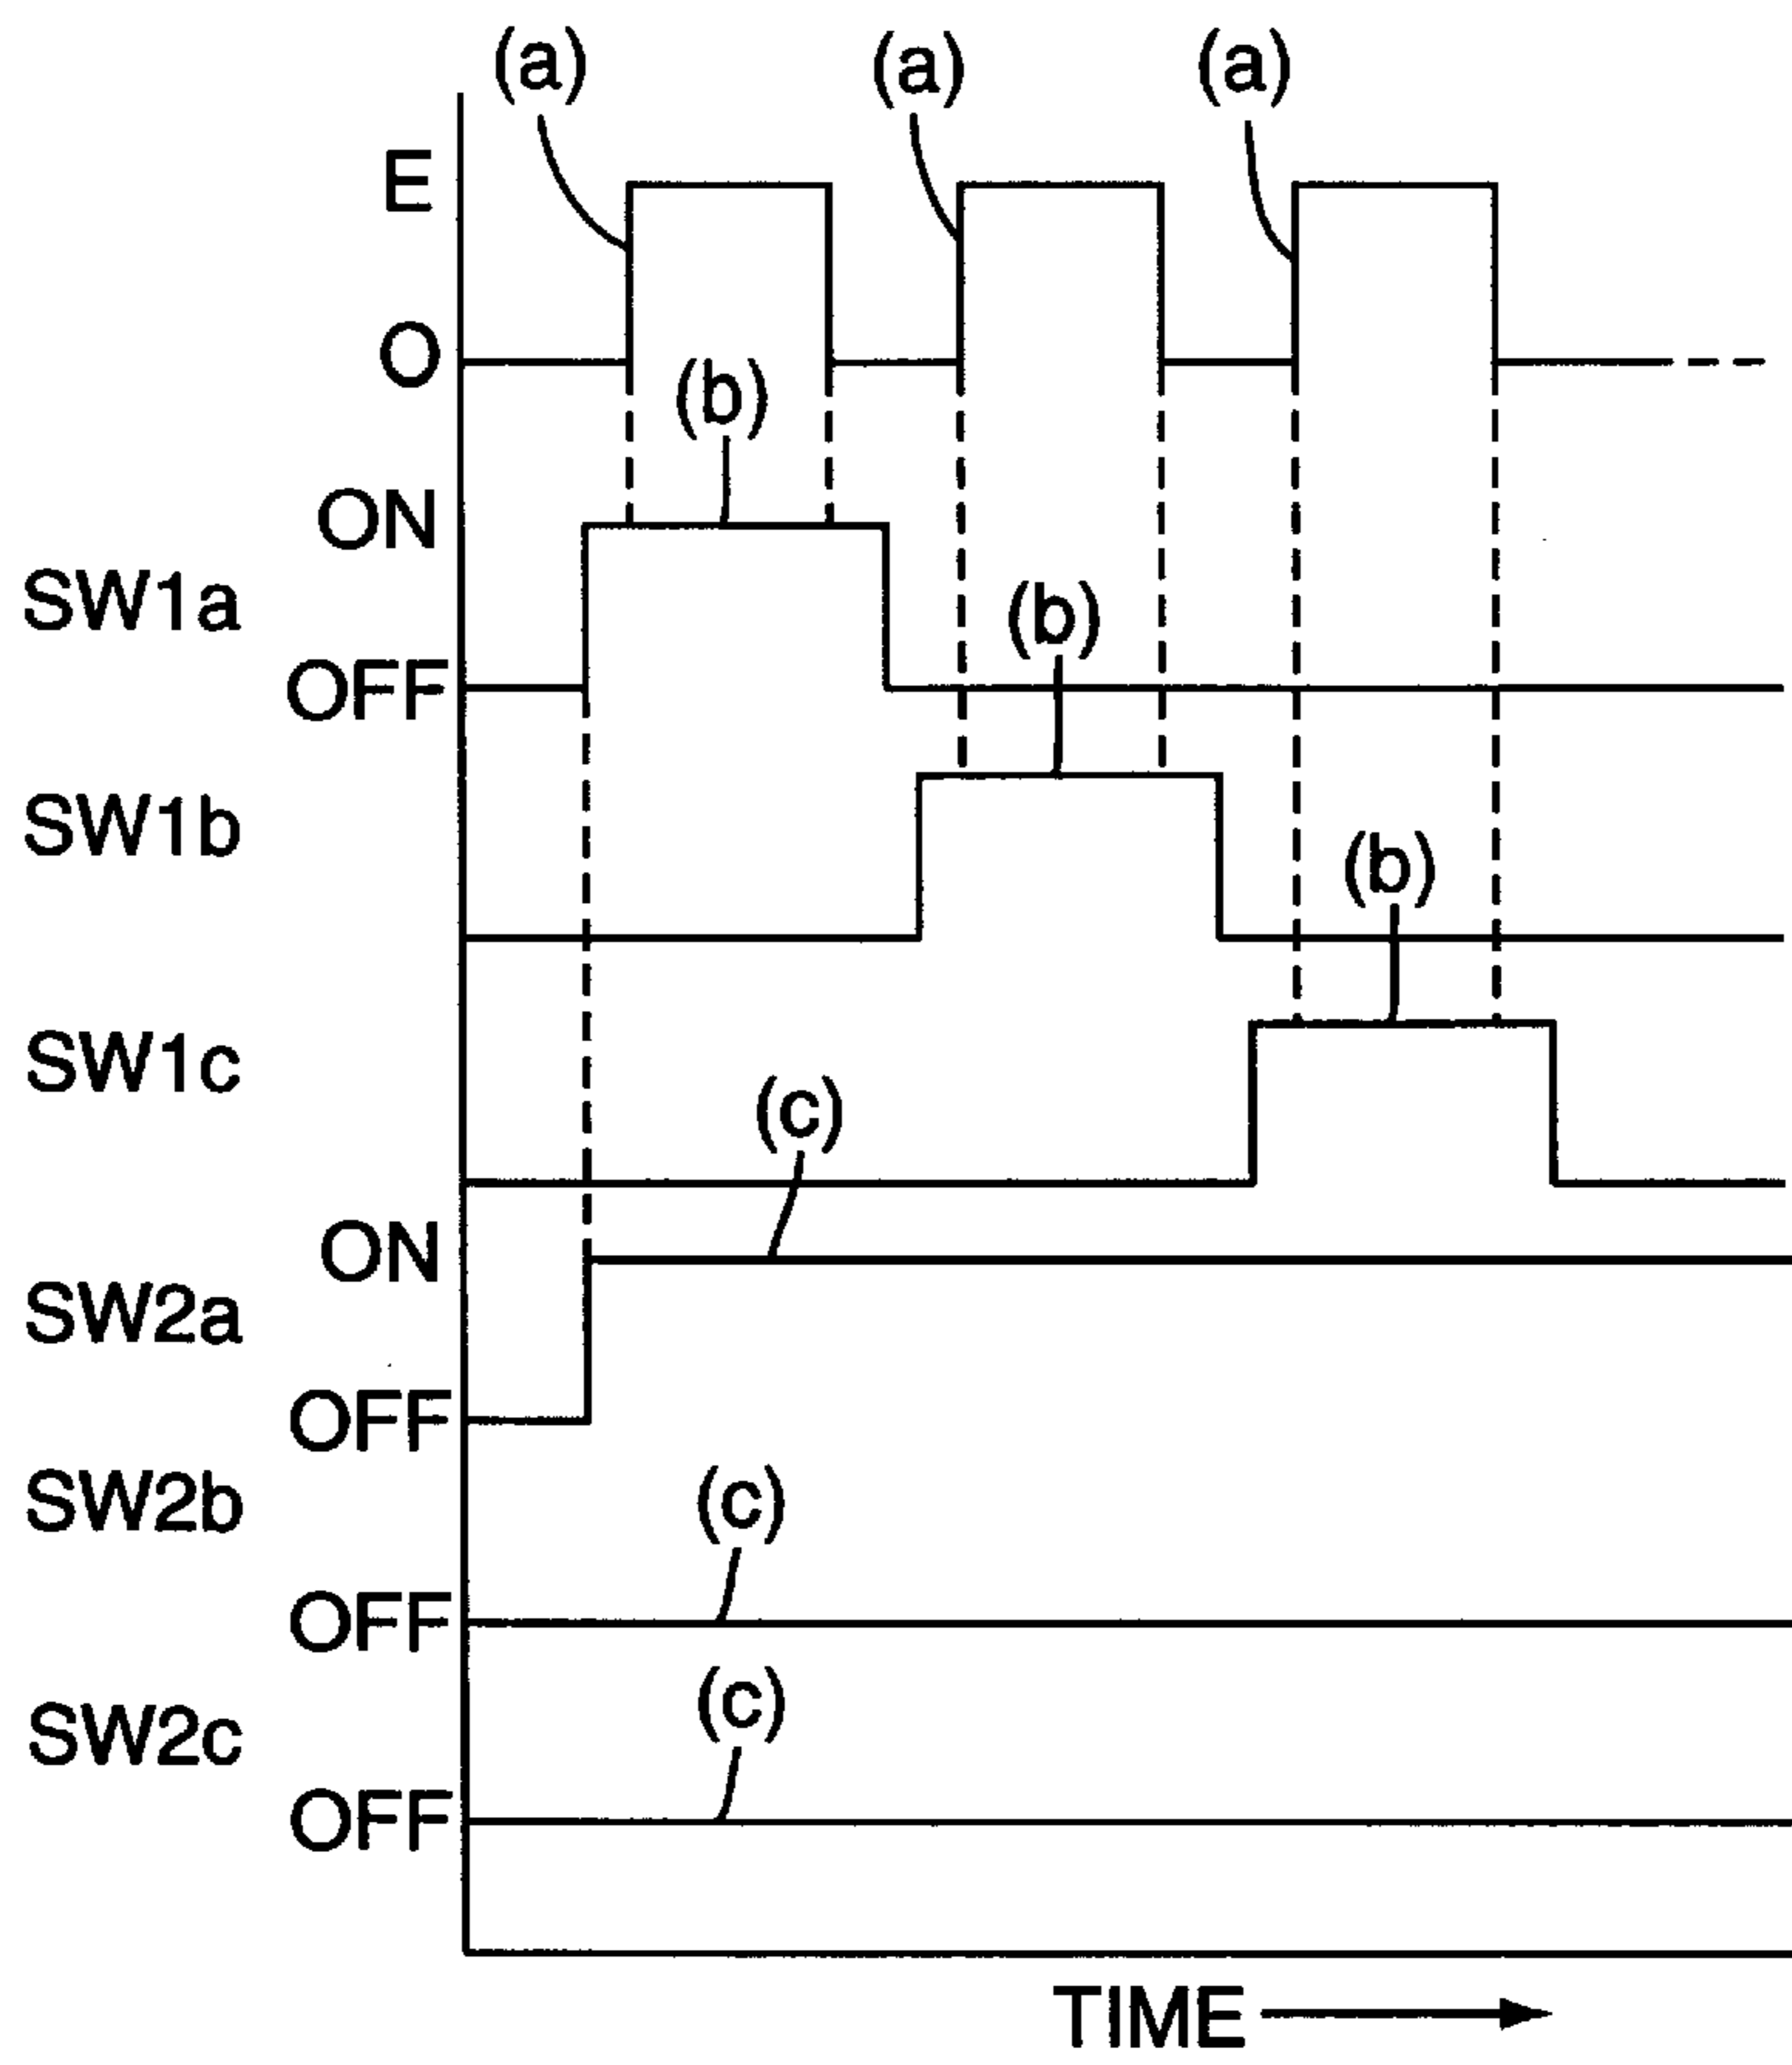 (a) (a) (a)
E
O
(b)
ON
SW1a
(b)
OFF
SW1b
(b)
SW1c
(c)
ON
SW2a
OFF
SW2b
(c)
OFF
(c)
SW2c
OFF
TIME